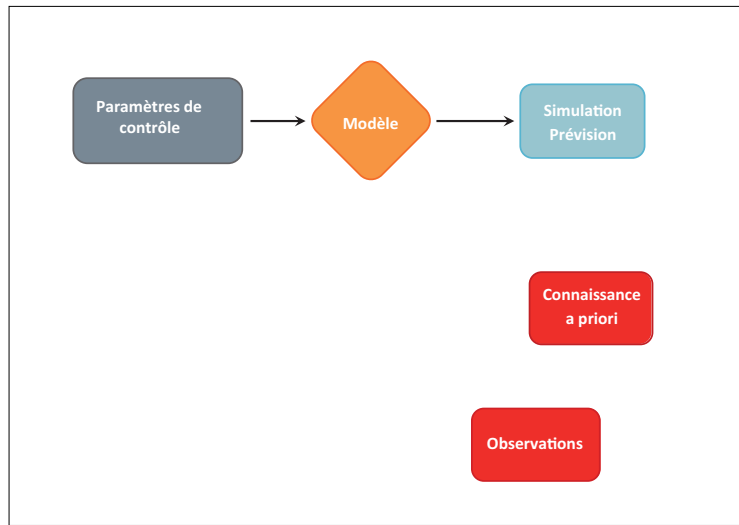 Paramètres de
contrôle
Modèle
Simulation
Prévision
Connaissance
a priori
Observations